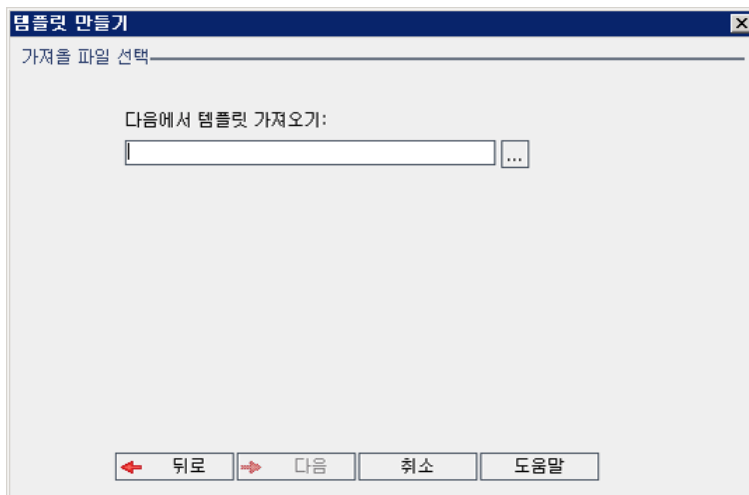 템플릿 만들기
가져올 파일 선택
다음에서 템플릿 가져오기:
...
뒤로 다음 취소 도움말